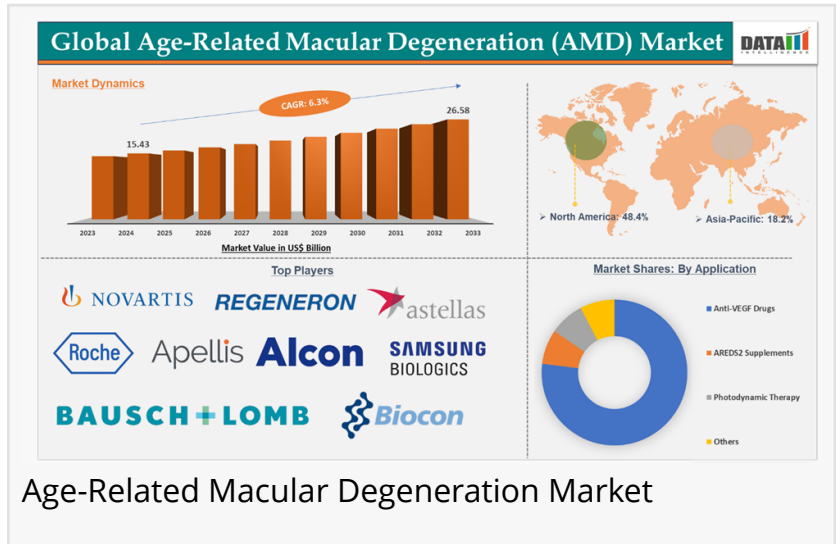 Global Age-Related Macular Degeneration (AMD) Market
DATA
INTELLIGENCE
Market Dynamics
CAGR: 6.3%
15.43
26.58
2023 2024 2025 2026 2027 2028 2029 2030 2031 2032 2033
Market Value in US$ Billion
➢ North America: 48.4%
➢ Asia-Pacific: 18.2%
Top Players
NOVARTIS
REGENERON
astellas
Roche
Apellis
Alcon
SAMSUNG
BIOLOGICS
BAUSCH + LOMB
Biocon
Market Shares: By Application
Anti-VEGF Drugs
AREDS2 Supplements
Photodynamic Therapy
Others
Age-Related Macular Degeneration Market